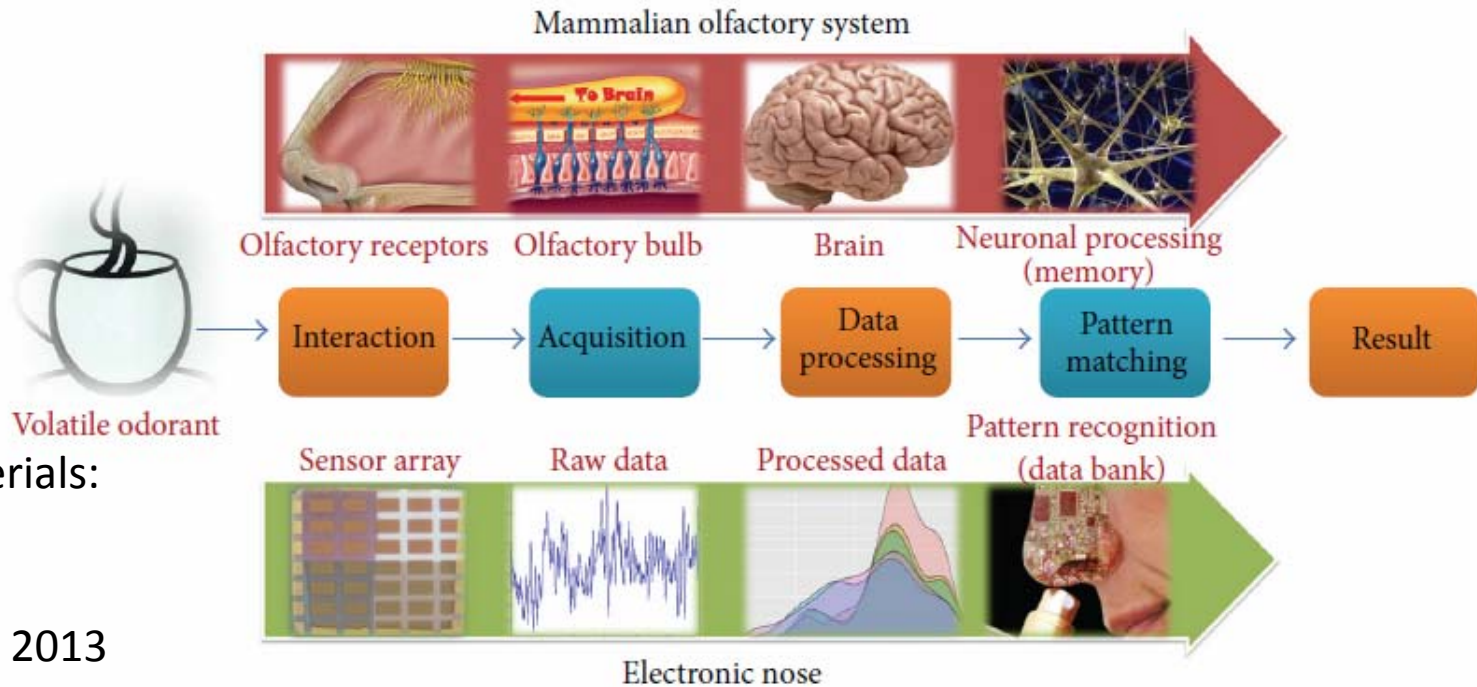 Mammalian olfactory system
To Brain
Olfactory receptors
Olfactory bulb
Brain
Neuronal processing
(memory)
Interaction
Acquisition
Data
processing
Pattern
matching
Result
Volatile odorant
erials:
Sensor array
Raw data
Processed data
Pattern recognition
(data bank)
2013
Electronic nose